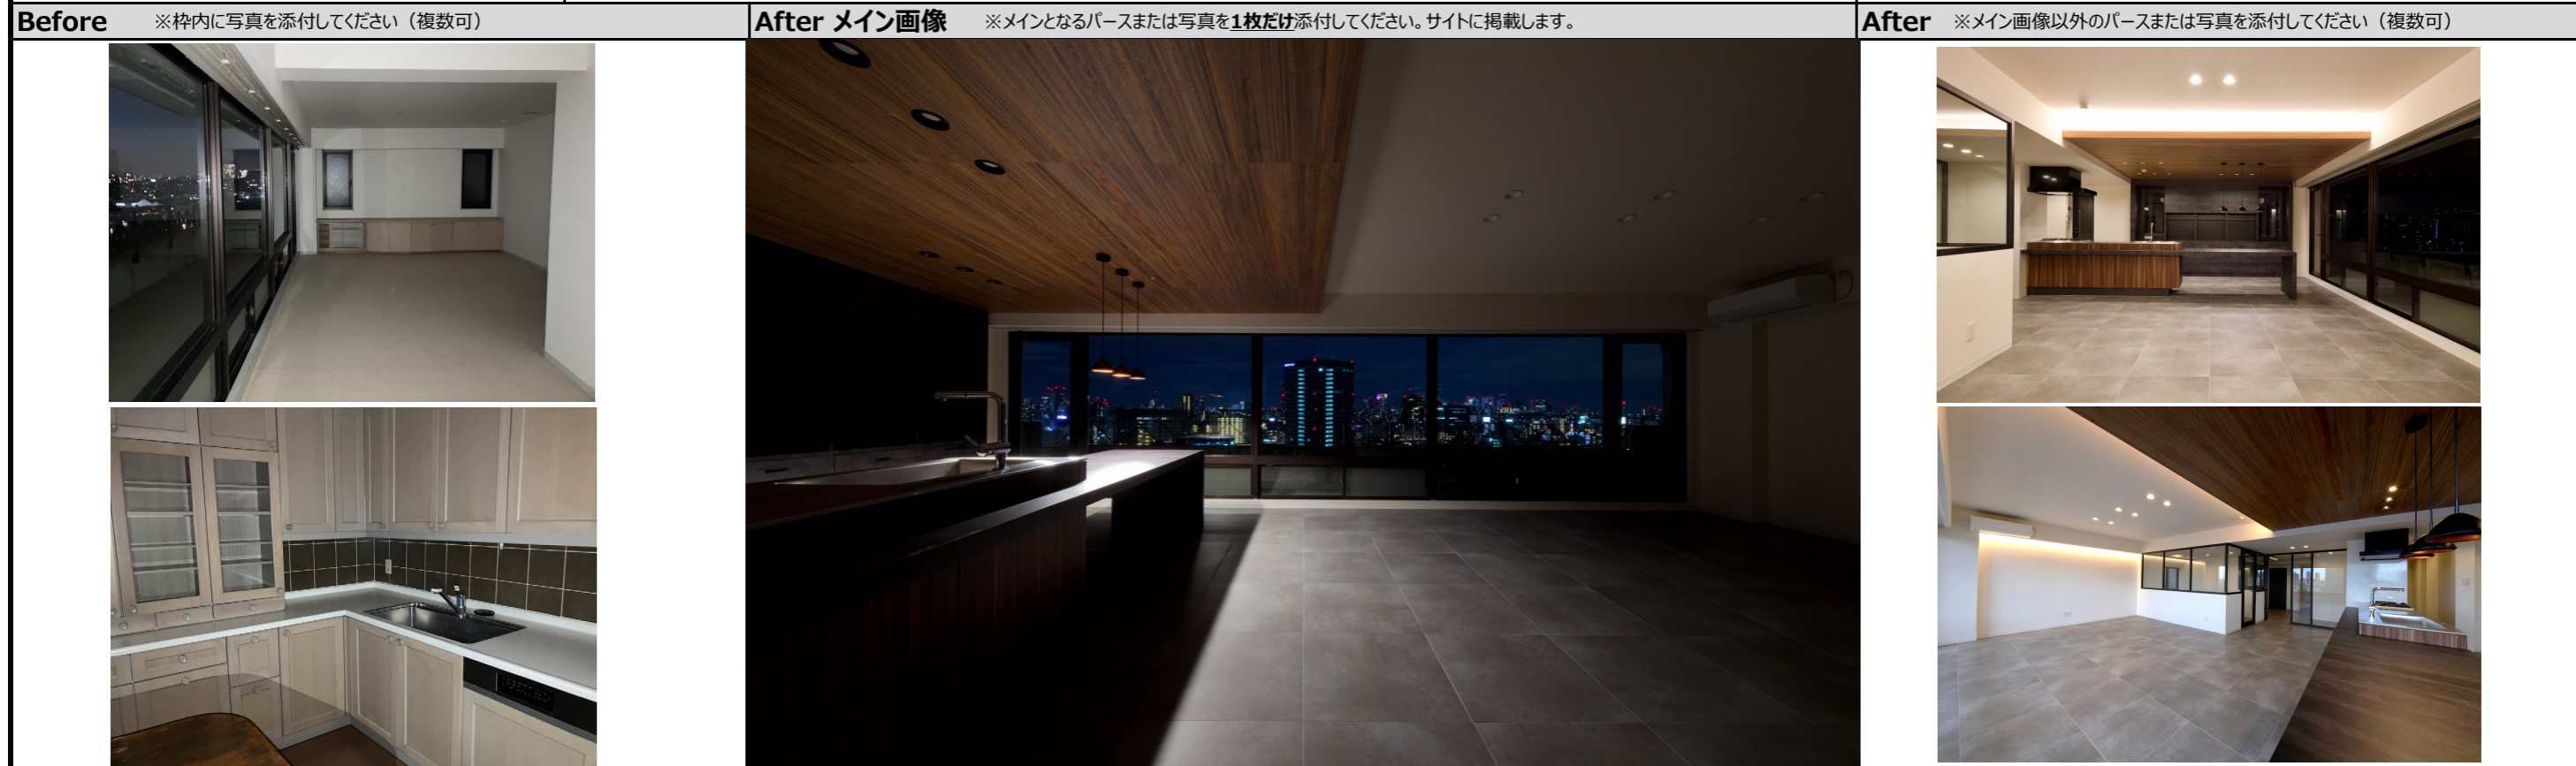 Before ※枠内に写真を添付してください（複数可）
After メイン画像 ※メインとなるパースまたは写真を1枚だけ添付してください。サイトに掲載します。
After ※メイン画像以外のパースまたは写真を添付してください（複数可）